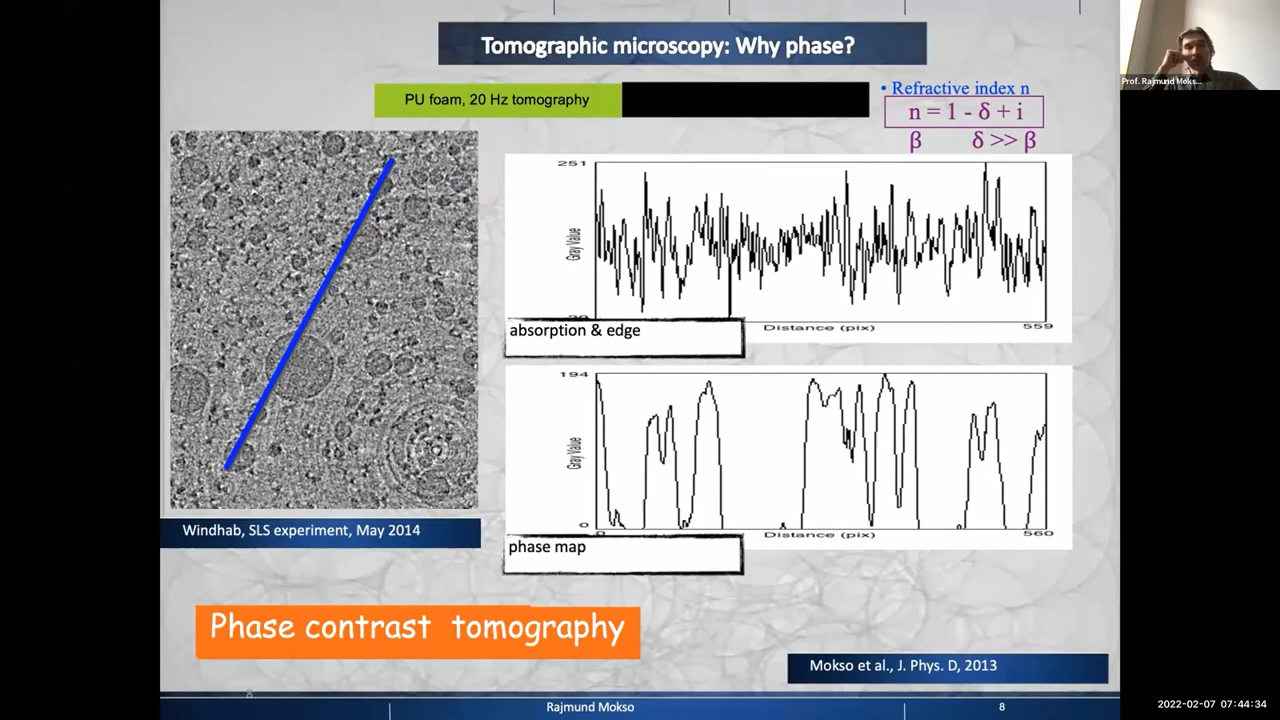 Tomographic microscopy: Why phase?
Prof. Rajmund Moks...
PU foam, 20 Hz tomography
• Refractive index n
n = 1 - δ + i
β δ >> β
251
Gray Value
Distance (pix)
559
absorption & edge
194
Gray Value
0
0
Distance (pix)
560
phase map
Windhab, SLS experiment, May 2014
Phase contrast tomography
Mokso et al., J. Phys. D, 2013
8
Rajmund Mokso
8
2022-02-07 07:44:34